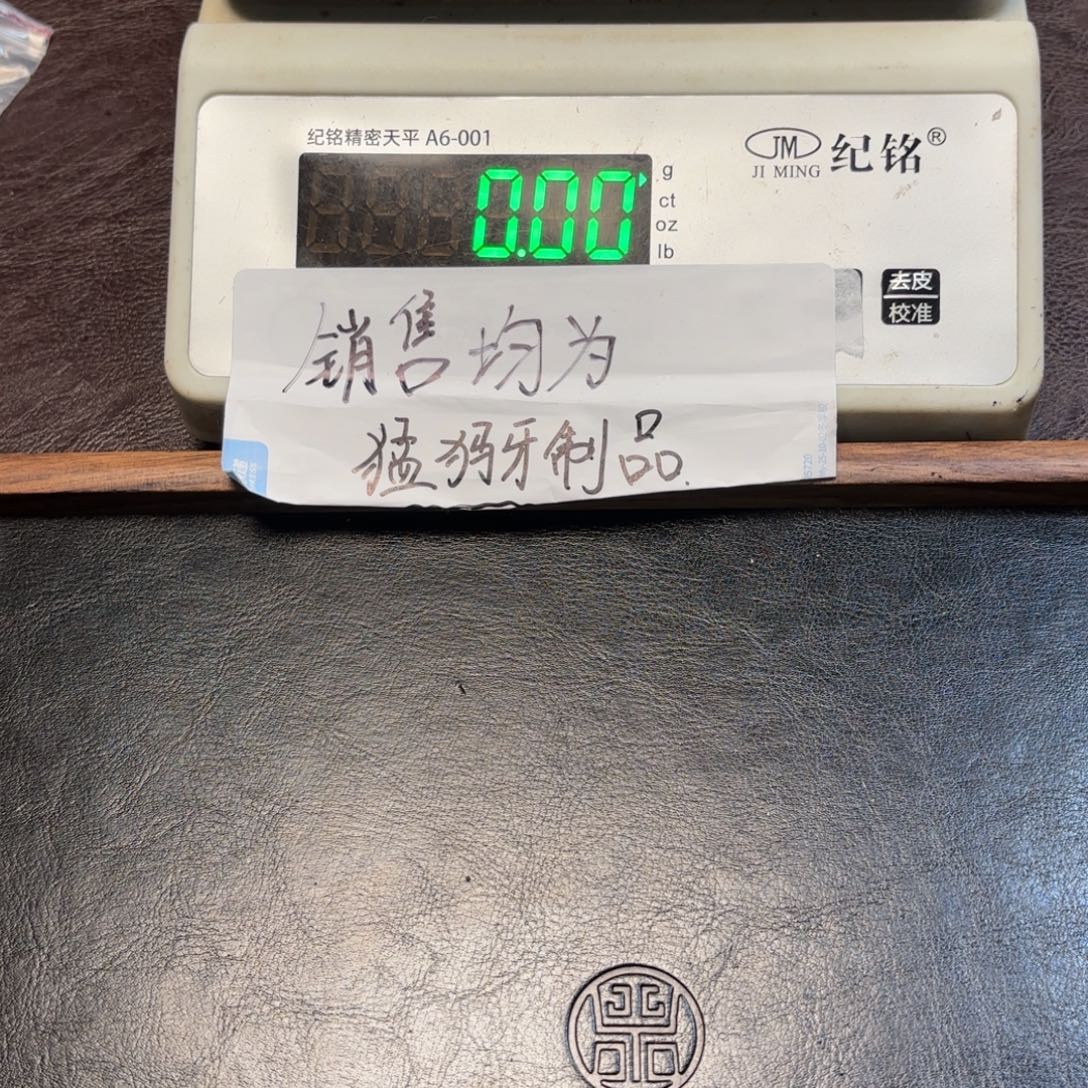 纪铭精密天平 A6-001
0.00
g
ct
oz
lb
JM
JI MING
纪铭®
去皮
校准
销售均为
猛犸牙制品.